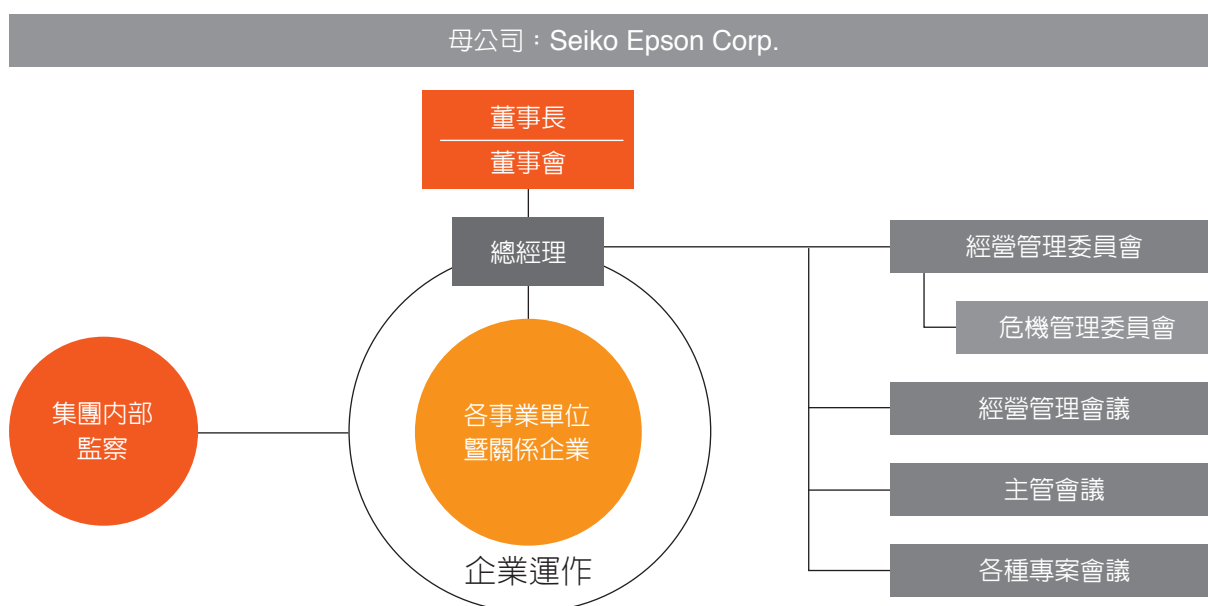 母公司：Seiko Epson Corp.
董事長
董事會
總經理
經營管理委員會
危機管理委員會
集團內部
監察
各事業單位
暨關係企業
經營管理會議
主管會議
企業運作
各種專案會議